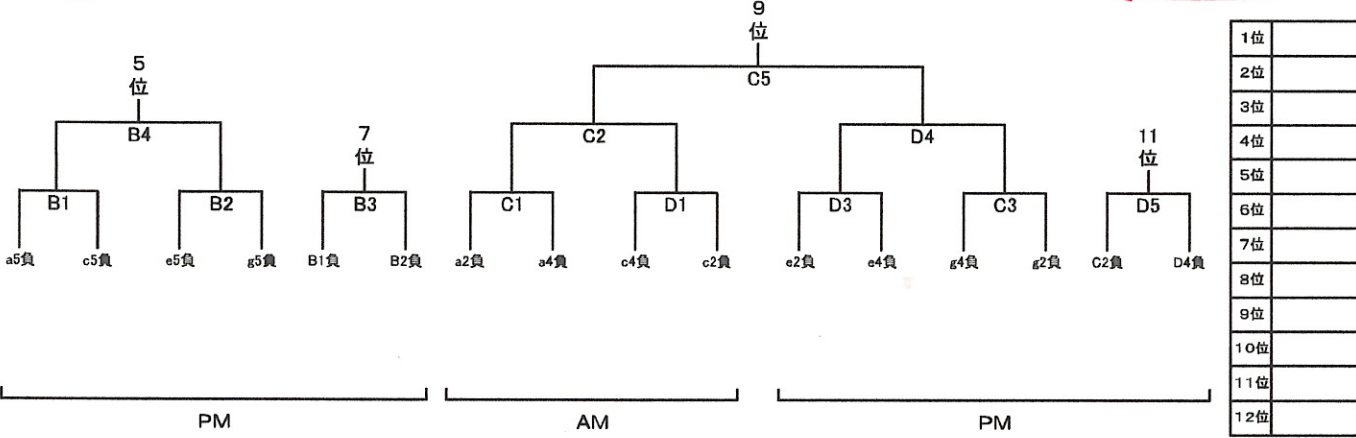 9
位
C5
5
位
B4
7
位
C2
D4
11
位
B1
B2
B3
C1
D1
D3
C3
D5
a5負
c5負
e5負
g5負
B1負
B2負
a2負
a4負
c4負
c2負
e2負
e4負
g4負
g2負
C2負
D4負
PM
AM
PM
1位
2位
3位
4位
5位
6位
7位
8位
9位
10位
11位
12位